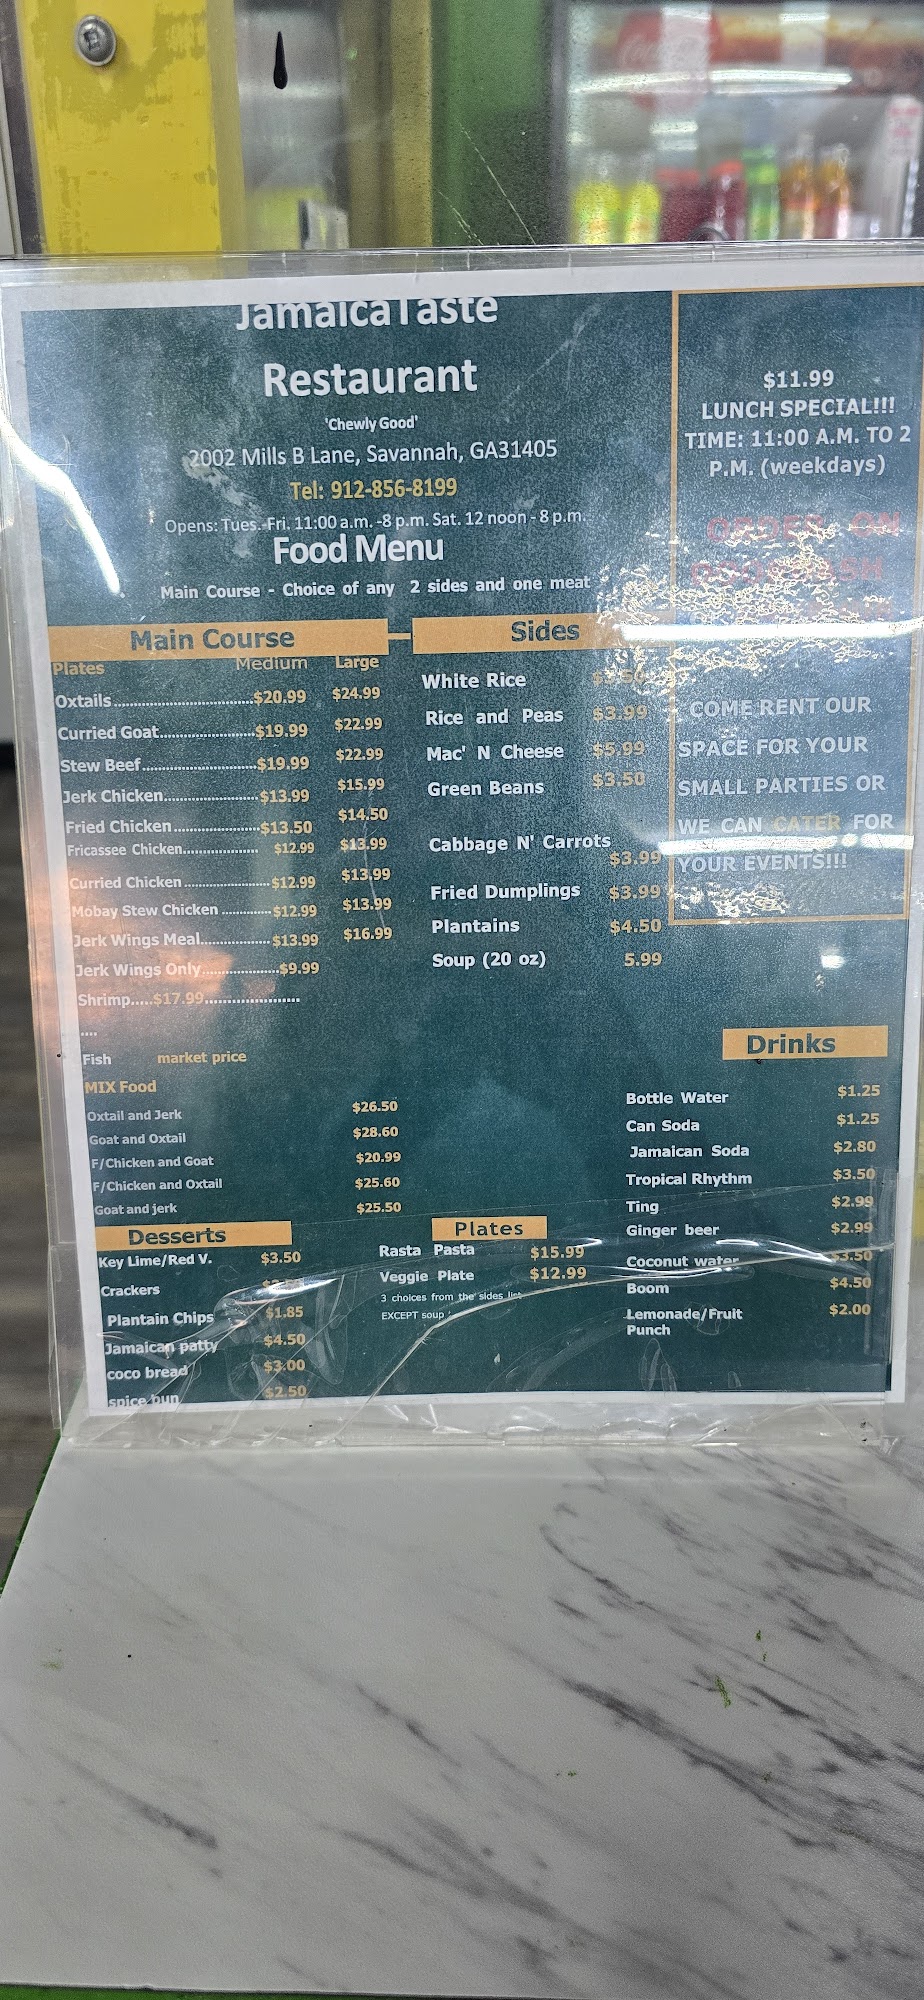 JamaicaTaste
Restaurant
'Chewly Good'
2002 Mills B Lane, Savannah, GA31405
Tel: 912-856-8199
Opens: Tues.-Fri. 11:00 a.m. -8 p.m. Sat. 12 noon - 8 p.m.
Food Menu
Main Course - Choice of any 2 sides and one meat
$11.99
LUNCH SPECIAL!!!
TIME: 11:00 A.M. TO 2
P.M. (weekdays)
ORDER ON
COME RENT OUR
SPACE FOR YOUR
SMALL PARTIES OR
WE CAN CATER FOR
YOUR EVENTS!!!
Main Course
Plates Medium Large
Oxtails $20.99 $24.99
Curried Goat $19.99 $22.99
Stew Beef $19.99 $22.99
Jerk Chicken $13.99 $15.99
Fried Chicken $13.50 $14.50
Fricassee Chicken $12.99 $13.99
Curried Chicken $12.99 $13.99
Mobay Stew Chicken $12.99 $13.99
Jerk Wings Meal $13.99 $16.99
Jerk Wings Only $9.99
Shrimp.....$17.99
....
Fish market price
MIX Food
Oxtail and Jerk $26.50
Goat and Oxtail $28.60
F/Chicken and Goat $20.99
F/Chicken and Oxtail $25.60
Goat and jerk $25.50
Sides
White Rice
Rice and Peas $3.99
Mac' N Cheese $5.99
Green Beans $3.50
Cabbage N' Carrots
$3.99
Fried Dumplings $3.99
Plantains $4.50
Soup (20 oz) 5.99
Drinks
Bottle Water $1.25
Can Soda $1.25
Jamaican Soda $2.80
Tropical Rhythm $3.50
Ting $2.99
Ginger beer $2.99
Coconut water $3.50
Boom $4.50
Lemonade/Fruit $2.00
Punch
Desserts
Key Lime/Red V. $3.50
Crackers
Plantain Chips $1.85
Jamaican patty $4.50
coco bread $3.00
spice bun $2.50
Plates
Rasta Pasta $15.99
Veggie Plate $12.99
3 choices from the sides list
EXCEPT soup